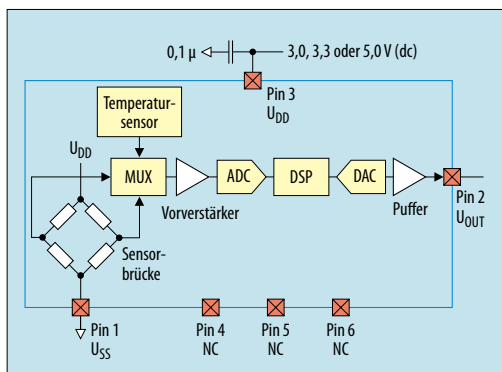 0,1 µ
3,0, 3,3 oder 5,0 V (dc)
Pin 3
UDD
Temperatur-
sensor
UDD
MUX
ADC
DSP
DAC
Vorverstärker
Puffer
Pin 2
UOUT
Sensor-
brücke
Pin 1
USS
Pin 4
NC
Pin 5
NC
Pin 6
NC